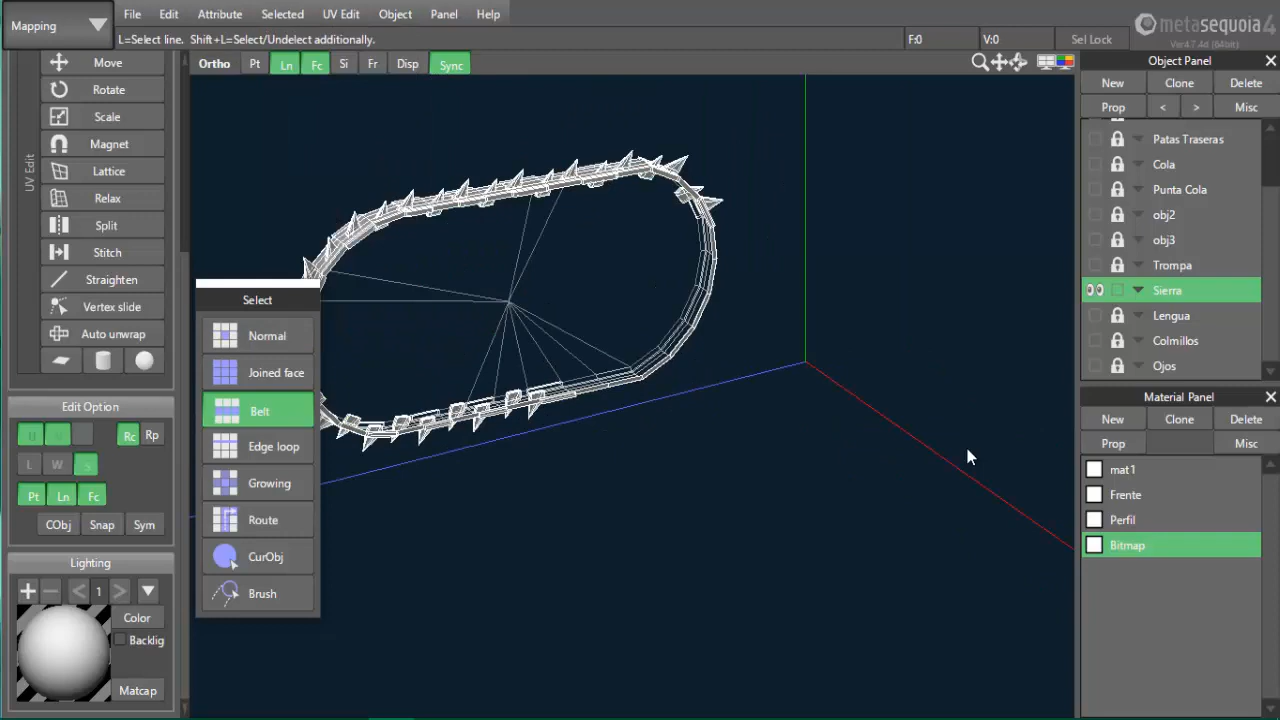 Mapping
File Edit Attribute Selected UV Edit Object Panel Help
L=Select line. Shift+L=Select/Undelect additionally.
F:0 V:0 Sel Lock
metasequoia 4
Ver4.7.4 (64bit)
Ortho Pt Ln Fc Si Fr Disp Sync
UV Edit
Move
Rotate
Scale
Magnet
Lattice
Relax
Split
Stitch
Straighten
Vertex slide
Auto unwrap
Edit Option
Rc Rp
L W S
Pt Ln Fc
CObj Snap Sym
Lighting
+ − < 1 >
Color
Backlig
Matcap
Select
Normal
Joined face
Belt
Edge loop
Growing
Route
CurObj
Brush
Object Panel
New Clone Delete
Prop < > Misc
Patas Traseras
Cola
Punta Cola
obj2
obj3
Trompa
Sierra
Lengua
Colmillos
Ojos
Material Panel
New Clone Delete
Prop Misc
mat1
Frente
Perfil
Bitmap